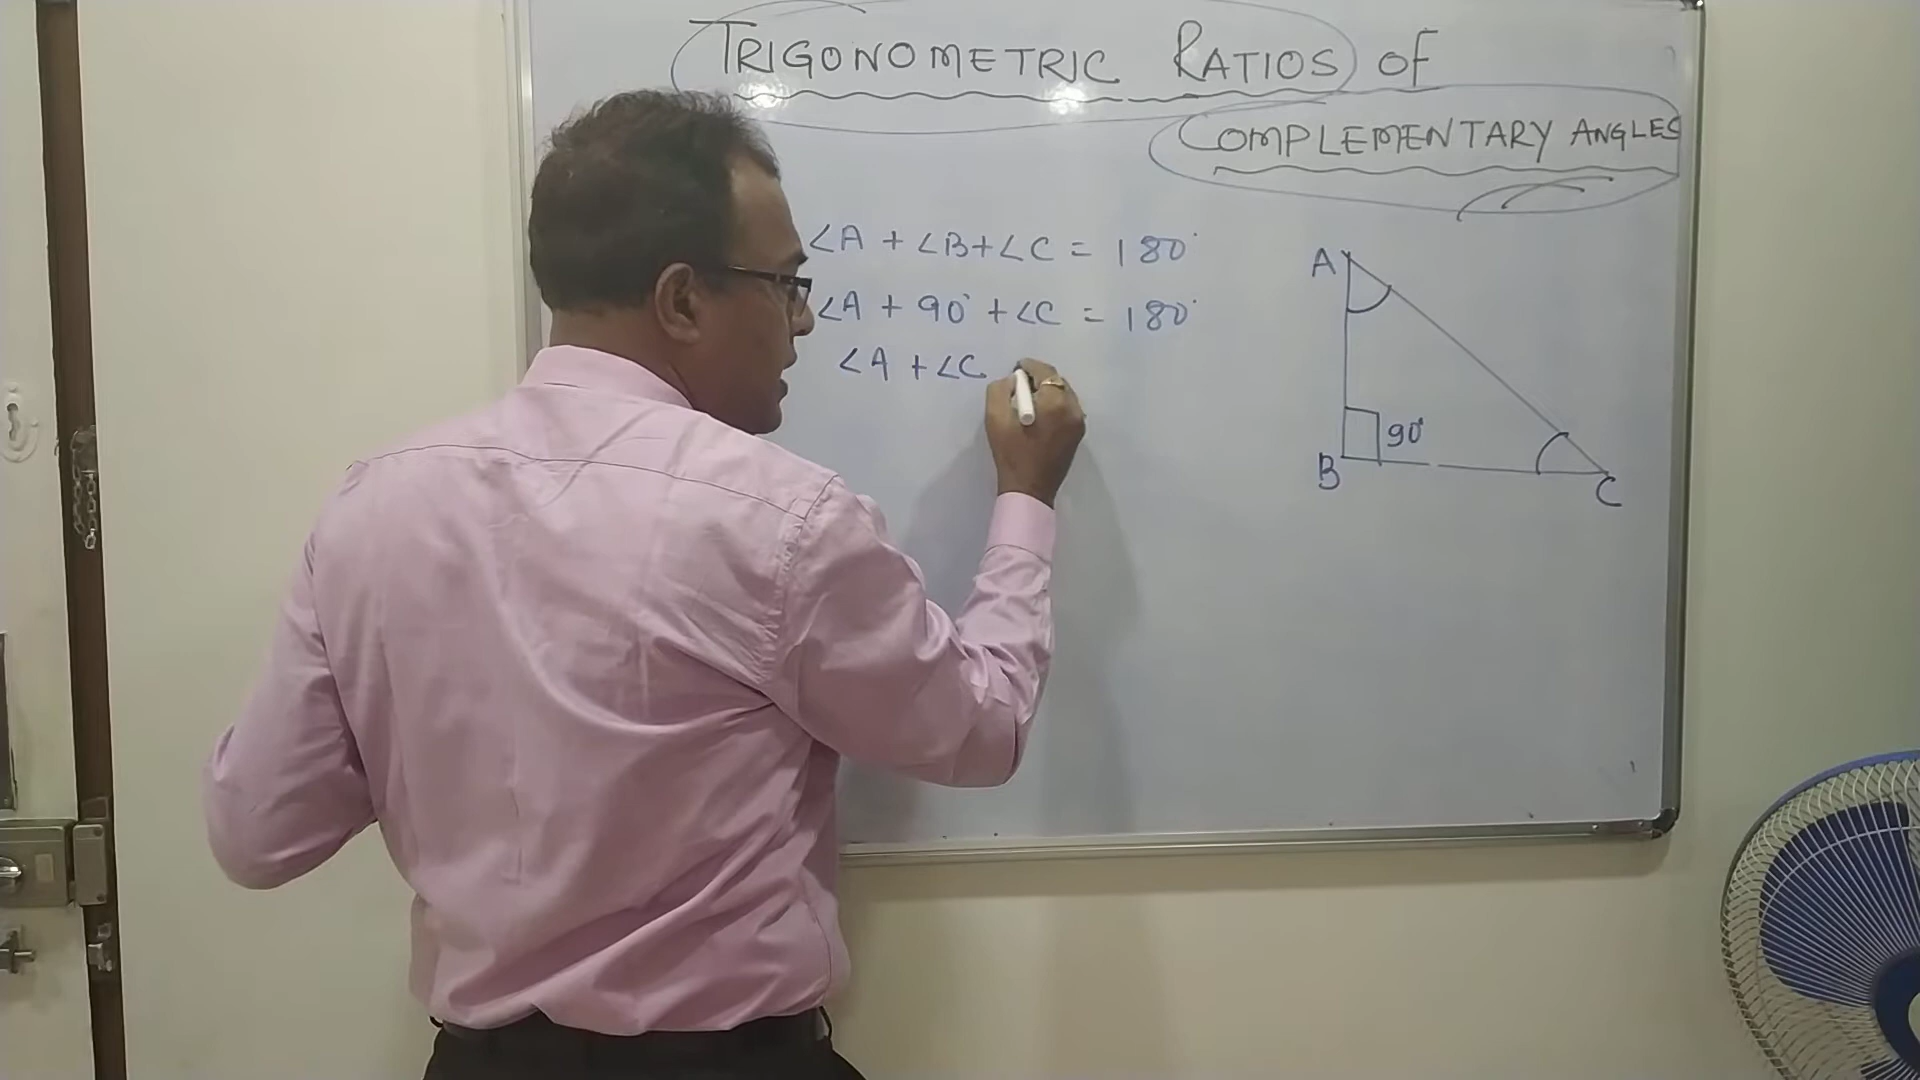 TRIGONOMETRIC RATIOS OF
COMPLEMENTARY ANGLES
∠A + ∠B + ∠C = 180°
∠A + 90° + ∠C = 180°
∠A + ∠C
A
90°
B
C